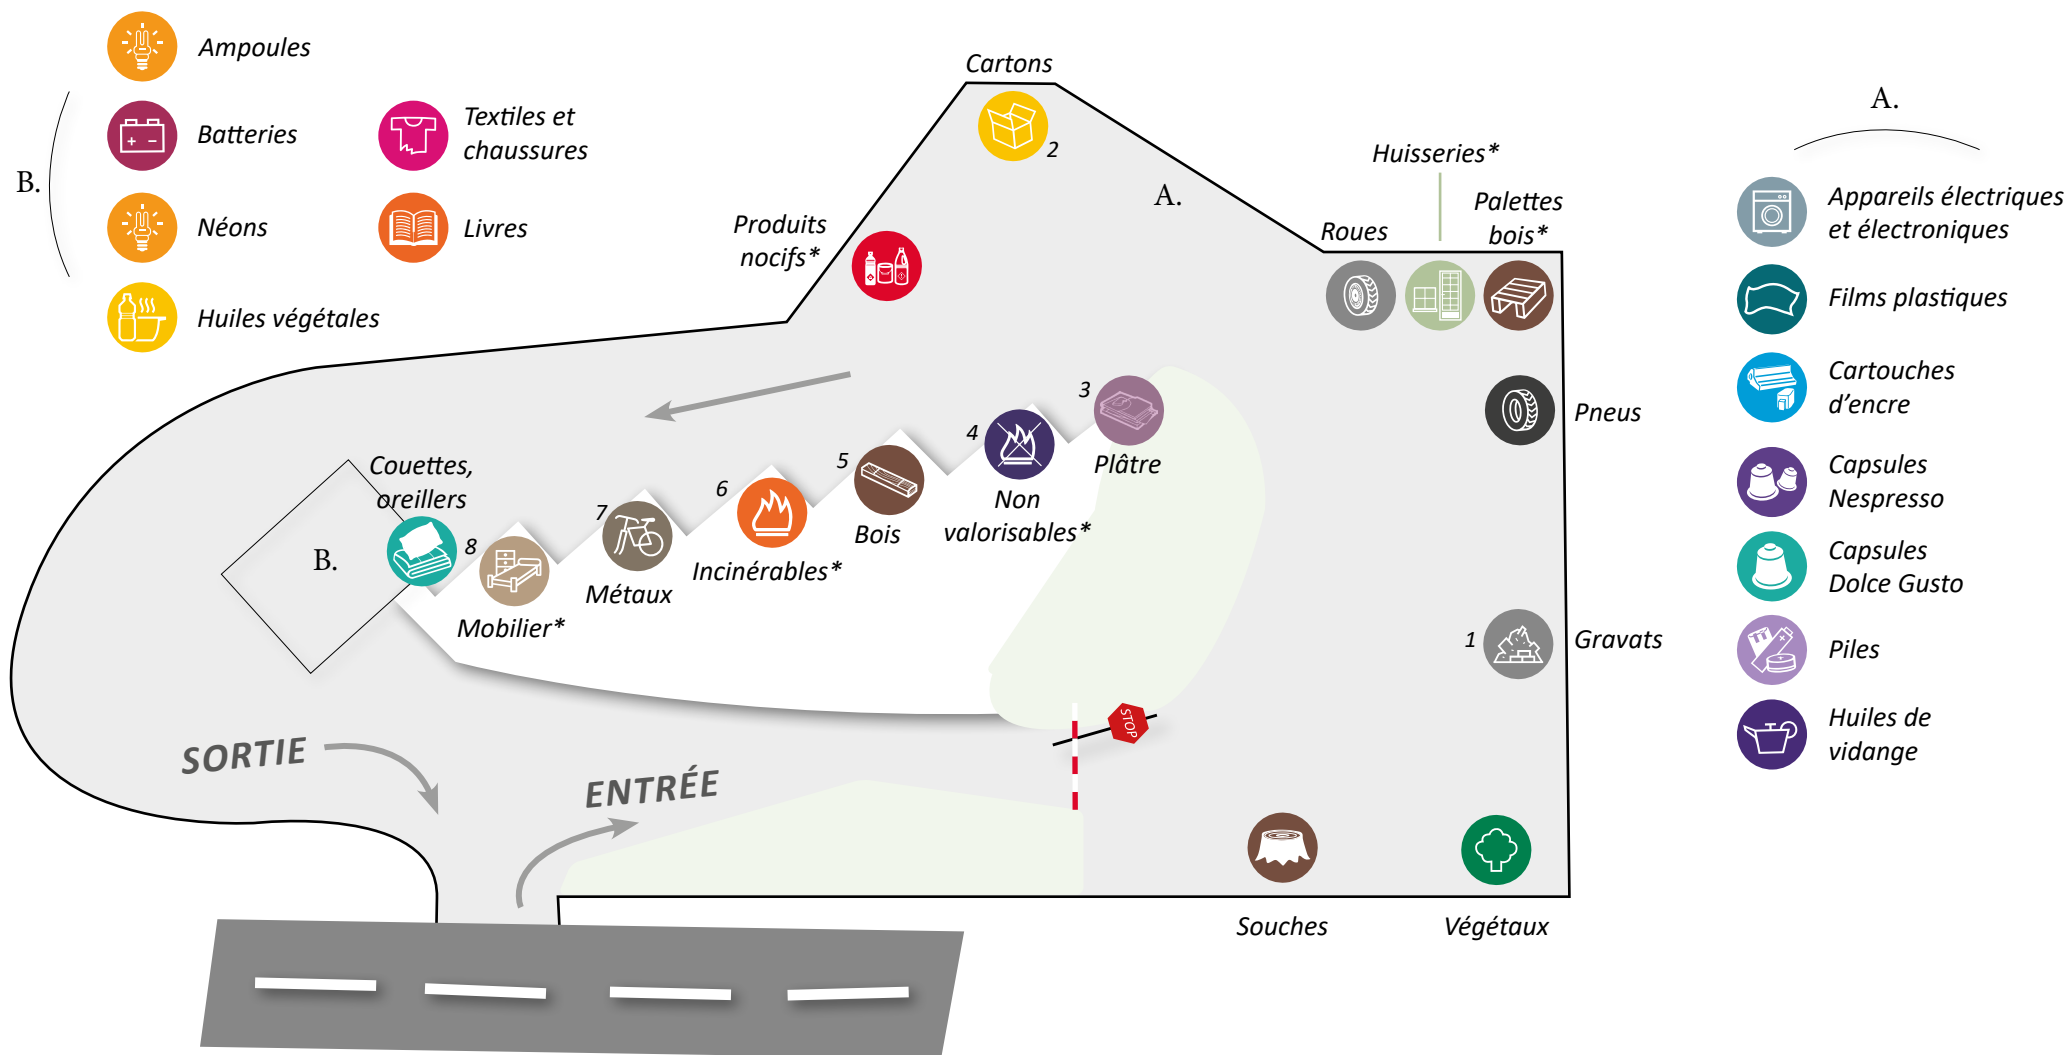 Ampoules
B.
Batteries
Textiles et
chaussures
Néons
Livres
Huiles végétales
Cartons
2
A.
Produits
nocifs*
Huisseries*
Roues
Palettes
bois*
Pneus
3
Plâtre
4
Non
valorisables*
5
Bois
6
Incinérables*
7
Métaux
8
Mobilier*
Couettes,
oreillers
B.
1
Gravats
STOP
SORTIE
ENTRÉE
Souches
Végétaux
A.
Appareils électriques
et électroniques
Films plastiques
Cartouches
d'encre
Capsules
Nespresso
Capsules
Dolce Gusto
Piles
Huiles de
vidange